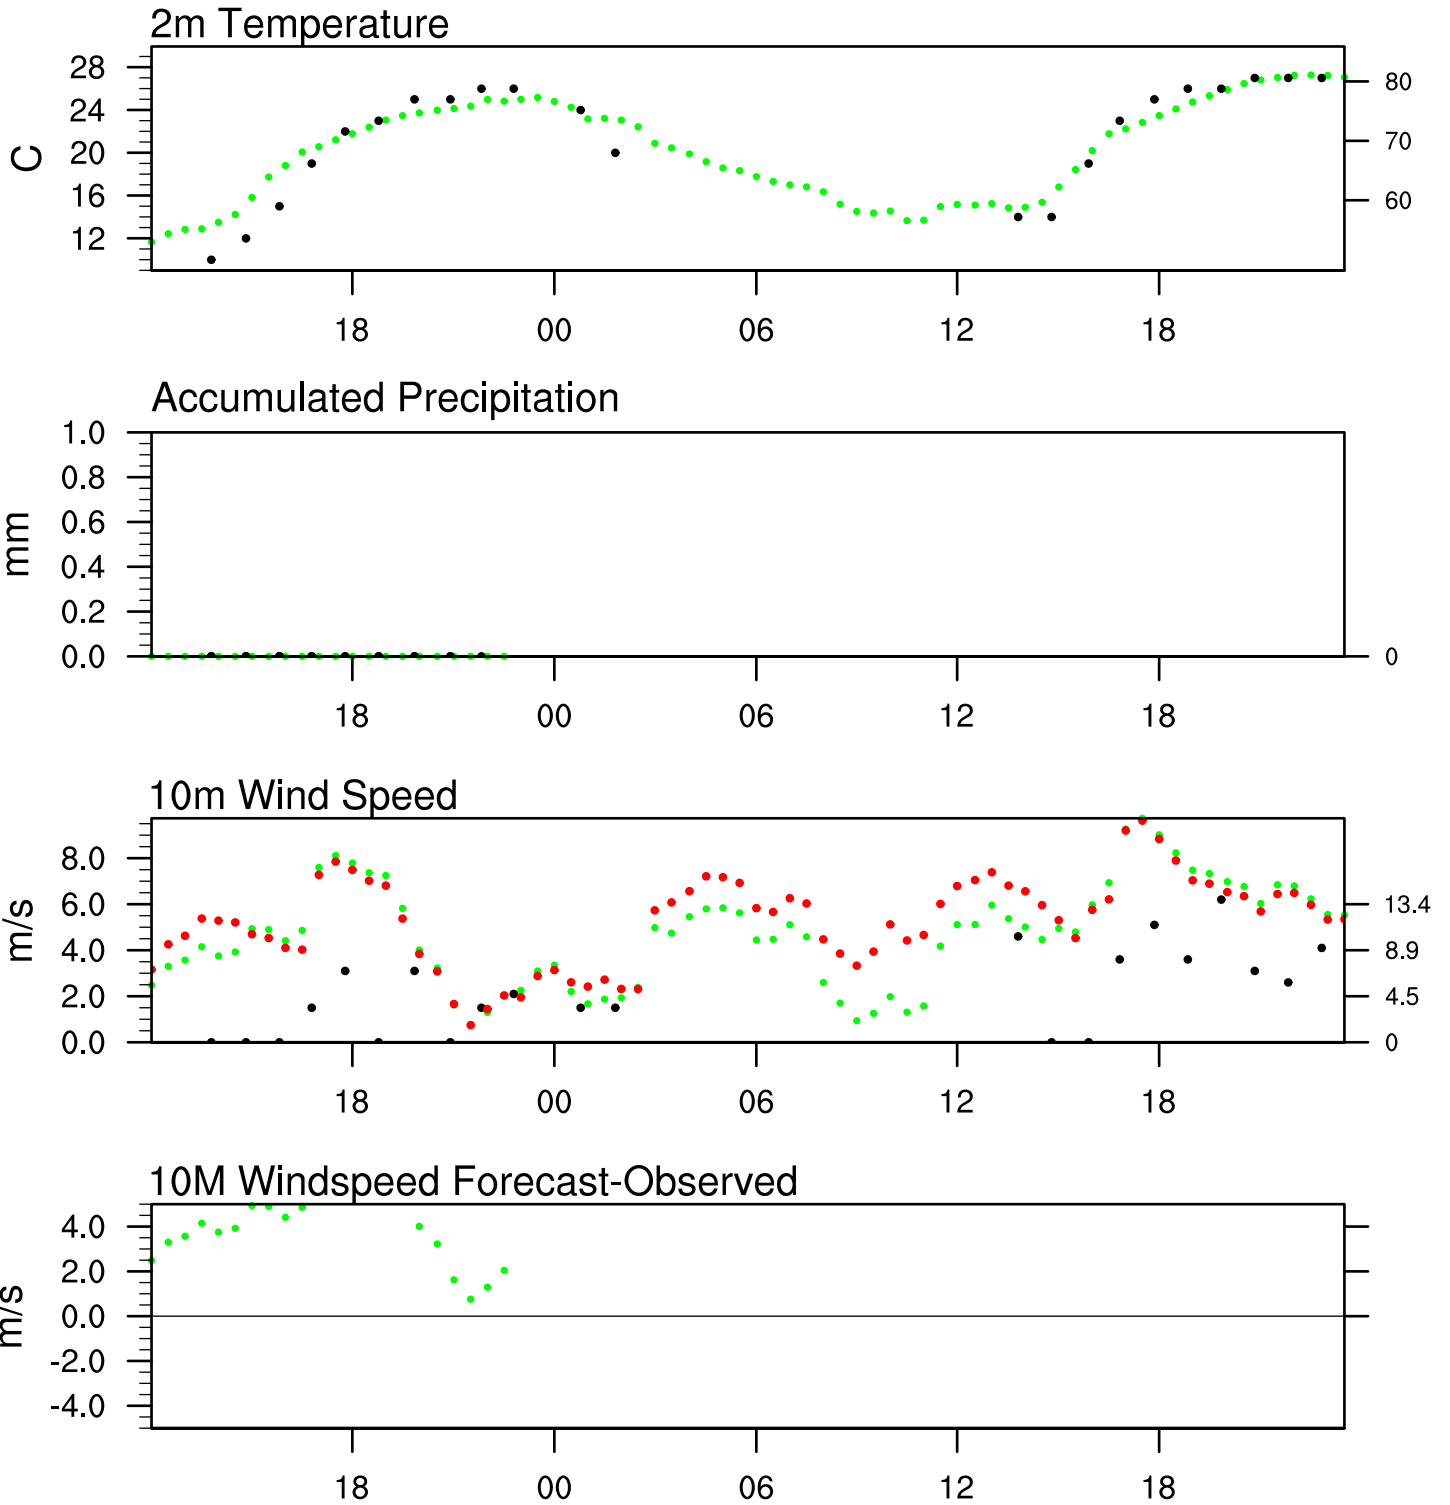 2m Temperature
28
24
20
16
12
C
80
70
60
18 00 06 12 18
Accumulated Precipitation
1.0
0.8
0.6
0.4
0.2
0.0
mm
0
18 00 06 12 18
10m Wind Speed
8.0
6.0
4.0
2.0
0.0
m/s
13.4
8.9
4.5
0
18 00 06 12 18
10M Windspeed Forecast-Observed
4.0
2.0
0.0
-2.0
-4.0
m/s
18 00 06 12 18